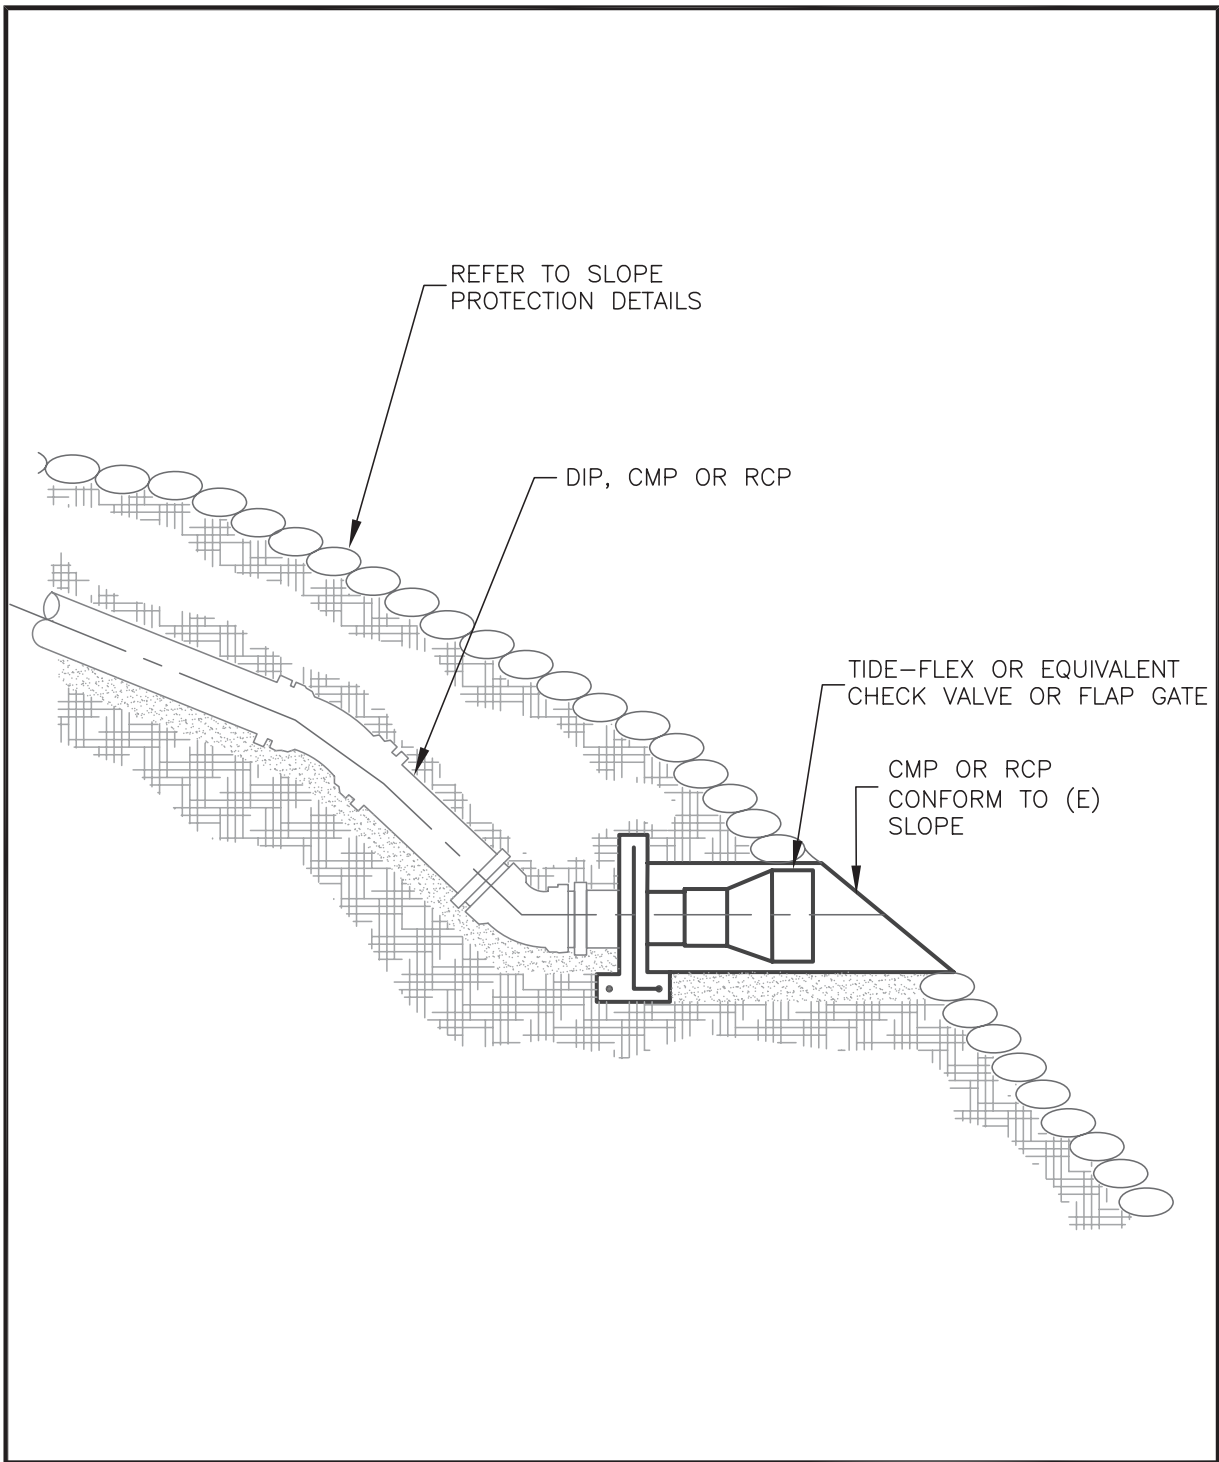 REFER TO SLOPE
PROTECTION DETAILS
DIP, CMP OR RCP
TIDE-FLEX OR EQUIVALENT
CHECK VALVE OR FLAP GATE
CMP OR RCP
CONFORM TO (E)
SLOPE